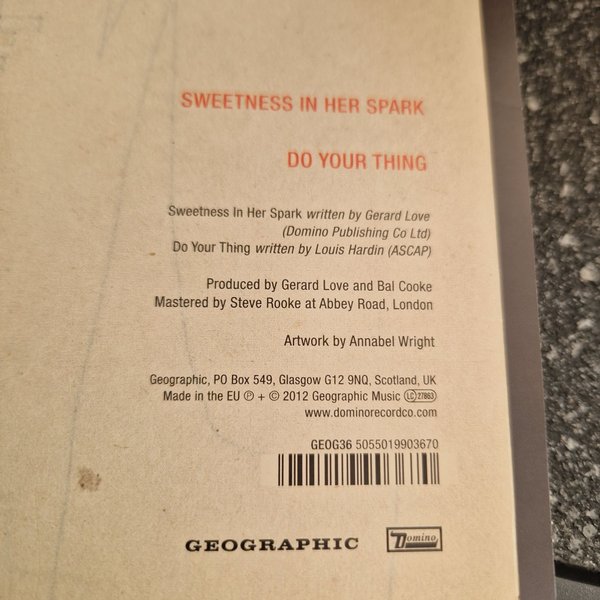 SWEETNESS IN HER SPARK
DO YOUR THING
Sweetness In Her Spark written by Gerard Love
(Domino Publishing Co Ltd)
Do Your Thing written by Louis Hardin (ASCAP)
Produced by Gerard Love and Bal Cooke
Mastered by Steve Rooke at Abbey Road, London
Artwork by Annabel Wright
Geographic, PO Box 549, Glasgow G12 9NQ, Scotland, UK
Made in the EU ℗ + © 2012 Geographic Music LC 27863
www.dominorecordco.com
GEOG36 5055019903670
GEOGRAPHIC Domino